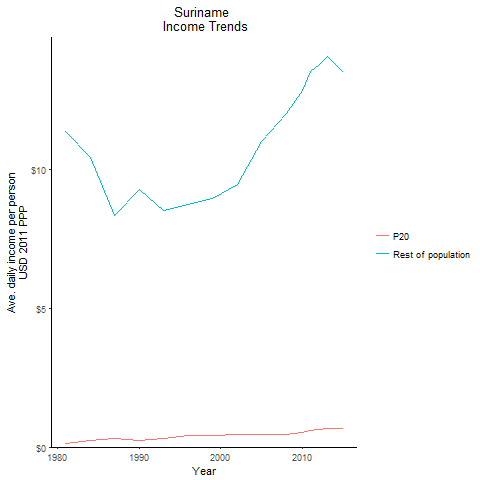 Suriname
Income Trends
$10
$5
$0
Ave. daily income per person
USD 2011 PPP
1980
1990
2000
2010
Year
P20
Rest of population